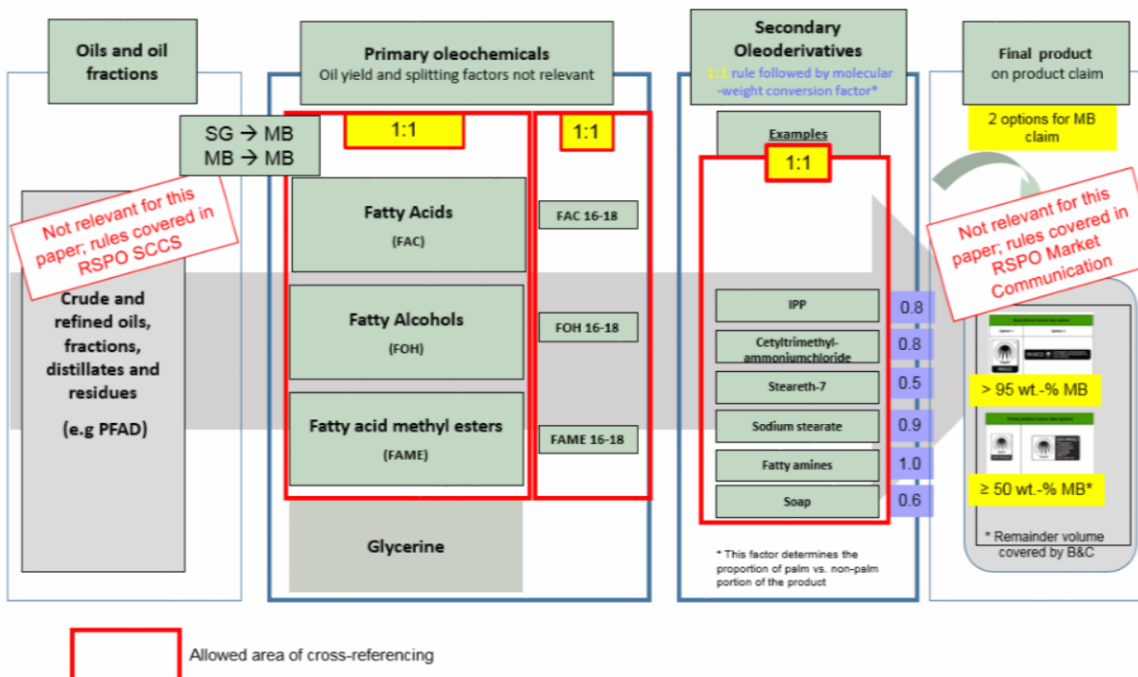 Oils and oil
fractions
Primary oleochemicals
Oil yield and splitting factors not relevant
Secondary
Oleoderivatives
1:1 rule followed by molecular
-weight conversion factor*
Final product
on product claim
SG → MB
MB → MB
1:1
1:1
Examples
1:1
2 options for MB
claim
Not relevant for this
paper; rules covered in
RSPO SCCS
Crude and
refined oils,
fractions,
distillates and
residues
(e.g PFAD)
Fatty Acids
(FAC)
FAC 16-18
Fatty Alcohols
(FOH)
FOH 16-18
Fatty acid methyl esters
(FAME)
FAME 16-18
Glycerine
IPP
0.8
Cetyltrimethyl-
ammoniumchloride
0.8
Steareth-7
0.5
Sodium stearate
0.9
Fatty amines
1.0
Soap
0.6
* This factor determines the
proportion of palm vs. non-palm
portion of the product
Not relevant for this
paper; rules covered in
RSPO Market
Communication
> 95 wt.-% MB
≥ 50 wt.-% MB*
* Remainder volume
covered by B&C
Allowed area of cross-referencing